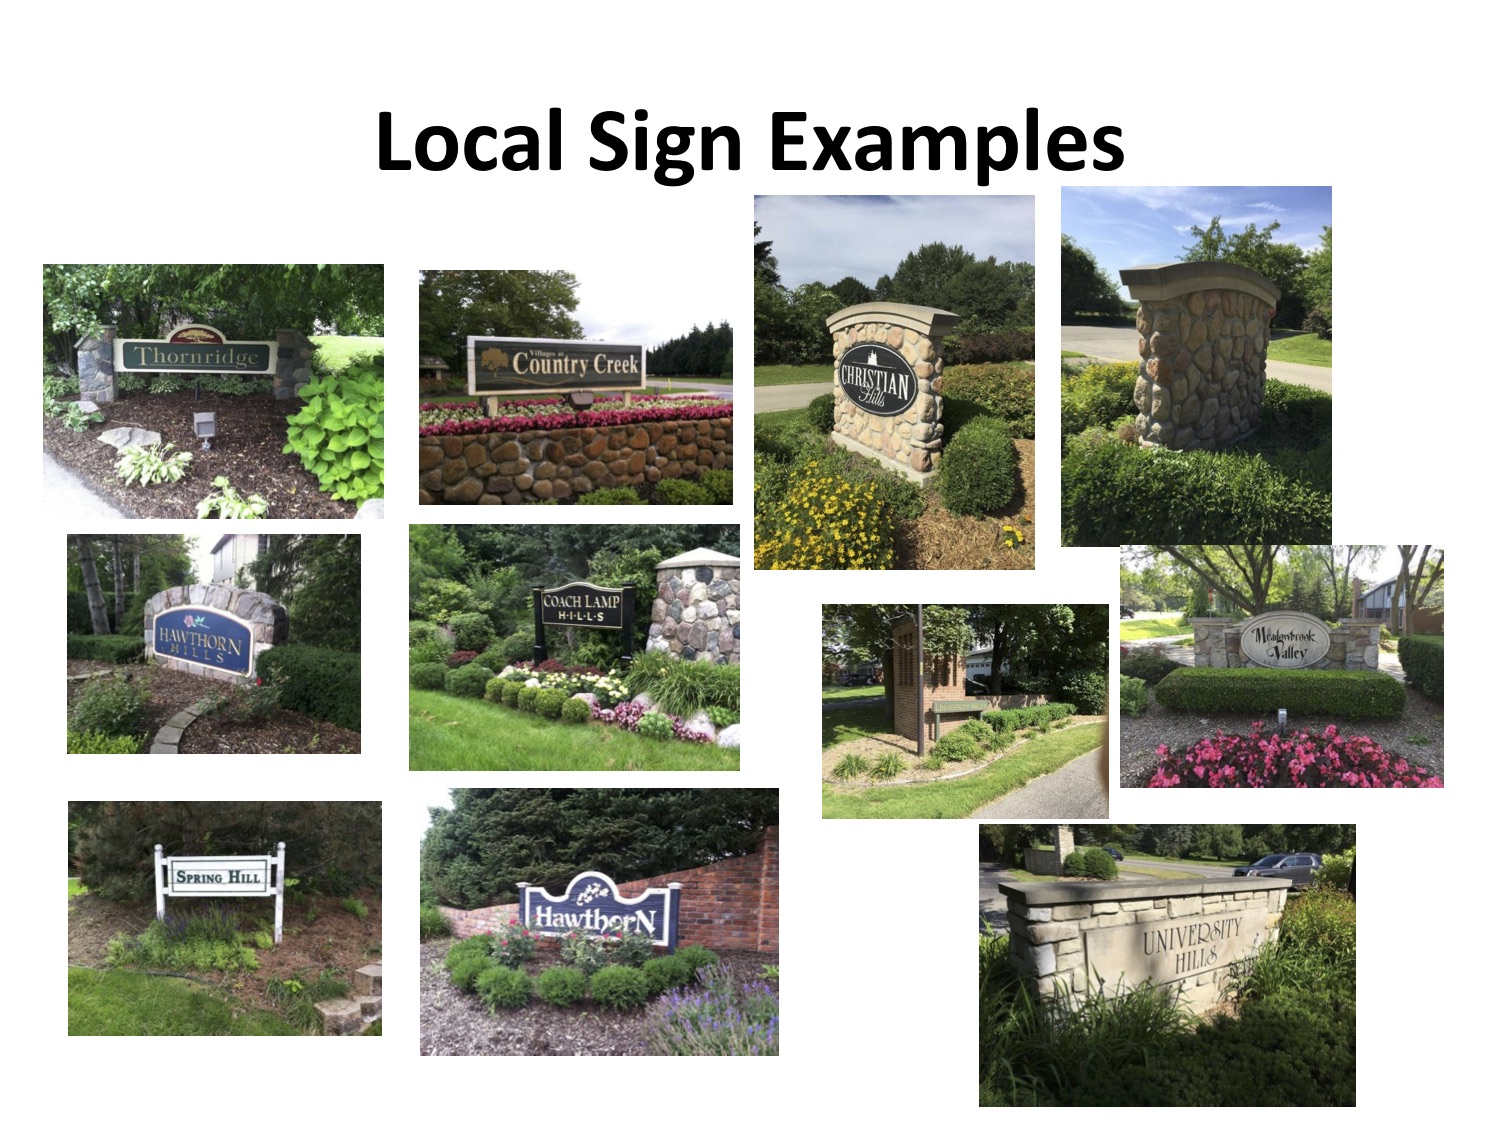 Local Sign Examples
Thornridge
Villages at
Country Creek
CHRISTIAN
Hills
HAWTHORN
HILLS
COACH LAMP
H·I·L·L·S
Meadowbrook
Valley
SPRING HILL
HawthorN
UNIVERSITY
HILLS